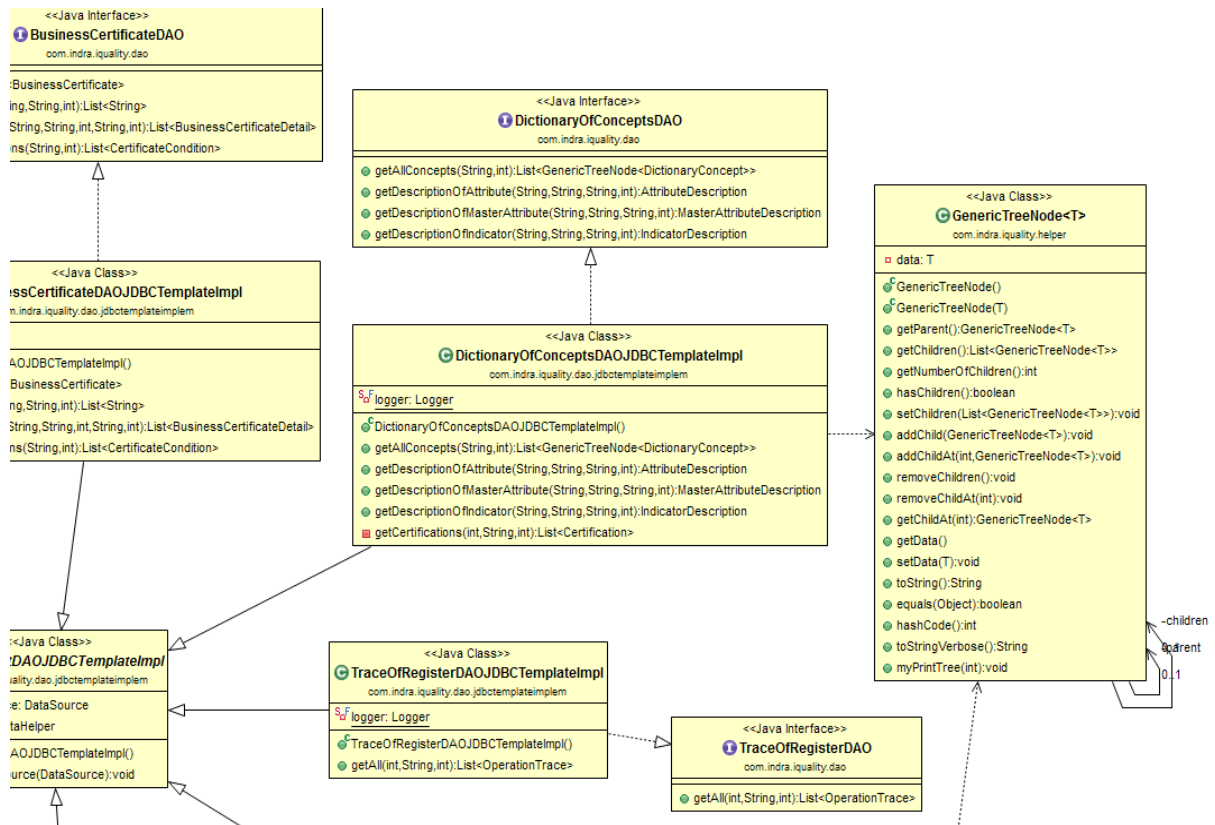 <<Java Interface>>
BusinessCertificateDAO
com.indra.iquality.dao
BusinessCertificate>
ing,String,int):List<String>
String,String,int,String,int):List<BusinessCertificateDetail>
ns(String,int):List<CertificateCondition>
<<Java Class>>
essCertificateDAOJDBCTemplateImpl
m.indra.iquality.dao.jdbctemplateimplem
AOJDBCTemplateImpl()
BusinessCertificate>
ng,String,int):List<String>
String,String,int,String,int):List<BusinessCertificateDetail>
ns(String,int):List<CertificateCondition>
<<Java Interface>>
DictionaryOfConceptsDAO
com.indra.iquality.dao
getAllConcepts(String,int):List<GenericTreeNode<DictionaryConcept>>
getDescriptionOfAttribute(String,String,String,int):AttributeDescription
getDescriptionOfMasterAttribute(String,String,String,int):MasterAttributeDescription
getDescriptionOfIndicator(String,String,String,int):IndicatorDescription
<<Java Class>>
DictionaryOfConceptsDAOJDBCTemplateImpl
com.indra.iquality.dao.jdbctemplateimplem
logger: Logger
DictionaryOfConceptsDAOJDBCTemplateImpl()
getAllConcepts(String,int):List<GenericTreeNode<DictionaryConcept>>
getDescriptionOfAttribute(String,String,String,int):AttributeDescription
getDescriptionOfMasterAttribute(String,String,String,int):MasterAttributeDescription
getDescriptionOfIndicator(String,String,String,int):IndicatorDescription
getCertifications(int,String,int):List<Certification>
<<Java Class>>
GenericTreeNode<T>
com.indra.iquality.helper
data: T
GenericTreeNode()
GenericTreeNode(T)
getParent():GenericTreeNode<T>
getChildren():List<GenericTreeNode<T>>
getNumberOfChildren():int
hasChildren():boolean
setChildren(List<GenericTreeNode<T>>):void
addChild(GenericTreeNode<T>):void
addChildAt(int,GenericTreeNode<T>):void
removeChildren():void
removeChildAt(int):void
getChildAt(int):GenericTreeNode<T>
getData()
setData(T):void
toString():String
equals(Object):boolean
hashCode():int
toStringVerbose():String
myPrintTree(int):void
-children
0..1
<<Java Class>>
DAOJDBCTemplateImpl
ality.dao.jdbctemplateimplem
ce: DataSource
taHelper
AOJDBCTemplateImpl()
ource(DataSource):void
<<Java Class>>
TraceOfRegisterDAOJDBCTemplateImpl
com.indra.iquality.dao.jdbctemplateimplem
logger: Logger
TraceOfRegisterDAOJDBCTemplateImpl()
getAll(int,String,int):List<OperationTrace>
<<Java Interface>>
TraceOfRegisterDAO
com.indra.iquality.dao
getAll(int,String,int):List<OperationTrace>